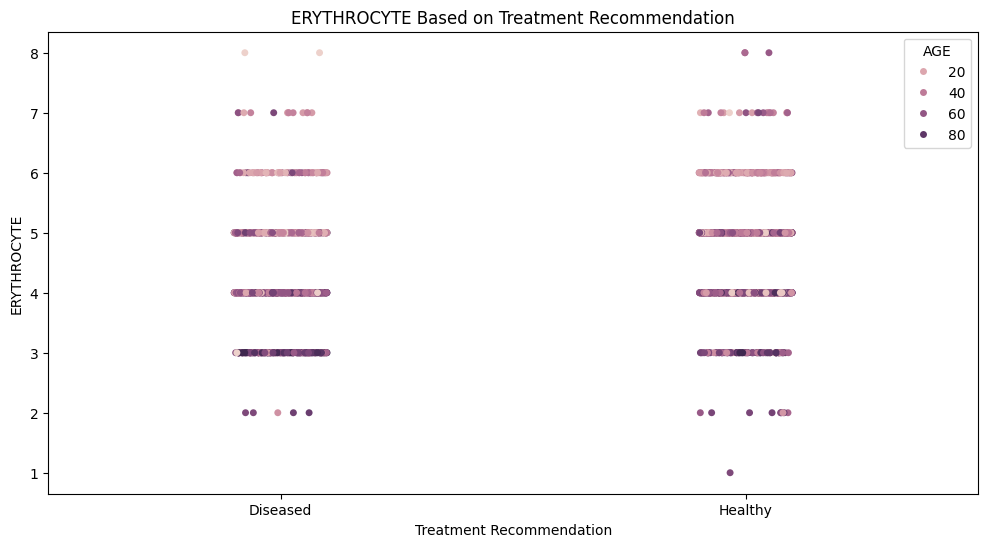 ERYTHROCYTE Based on Treatment Recommendation
AGE
20
40
60
80
8
7
6
5
4
3
2
1
ERYTHROCYTE
Diseased
Healthy
Treatment Recommendation